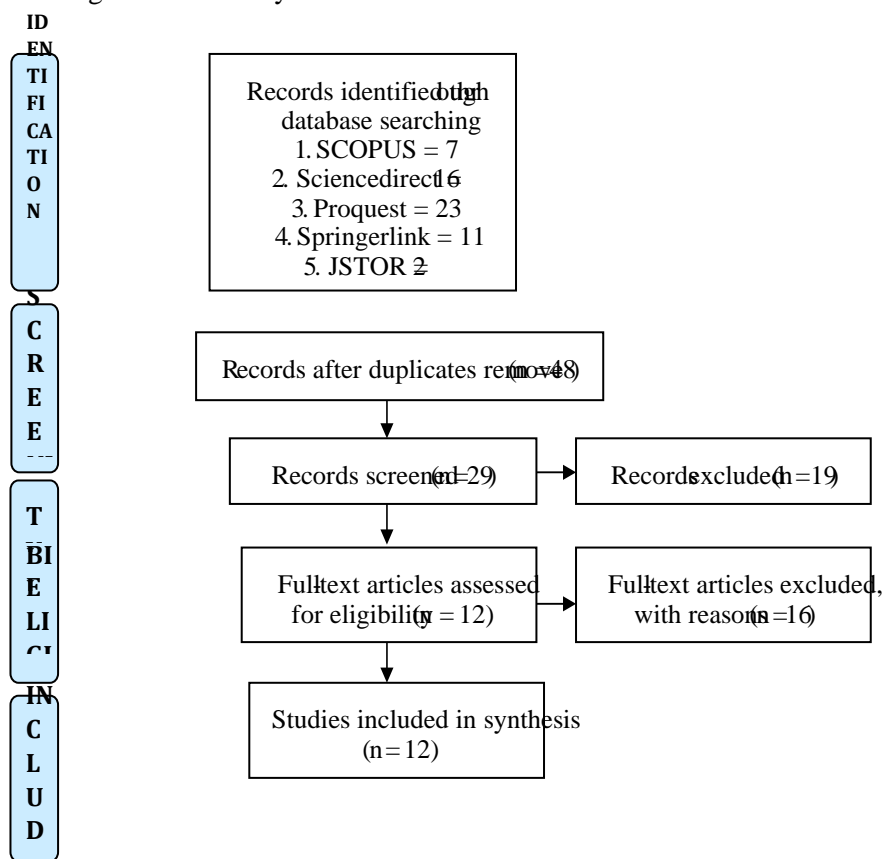 ID
EN
TI
FI
CA
TI
O
N
Records identified through
database searching
1. SCOPUS = 7
2. Sciencedirect = 16
3. Proquest = 23
4. Springerlink = 11
5. JSTOR = 2
S
C
R
E
E
Records after duplicates remove (n =48)
Records screened (n = 29)
Records excluded (n =19)
T
BI
E
LI
Full-text articles assessed
for eligibility (n = 12)
Full-text articles excluded,
with reasons (n =16)
IN
C
L
U
D
Studies included in synthesis
(n = 12)